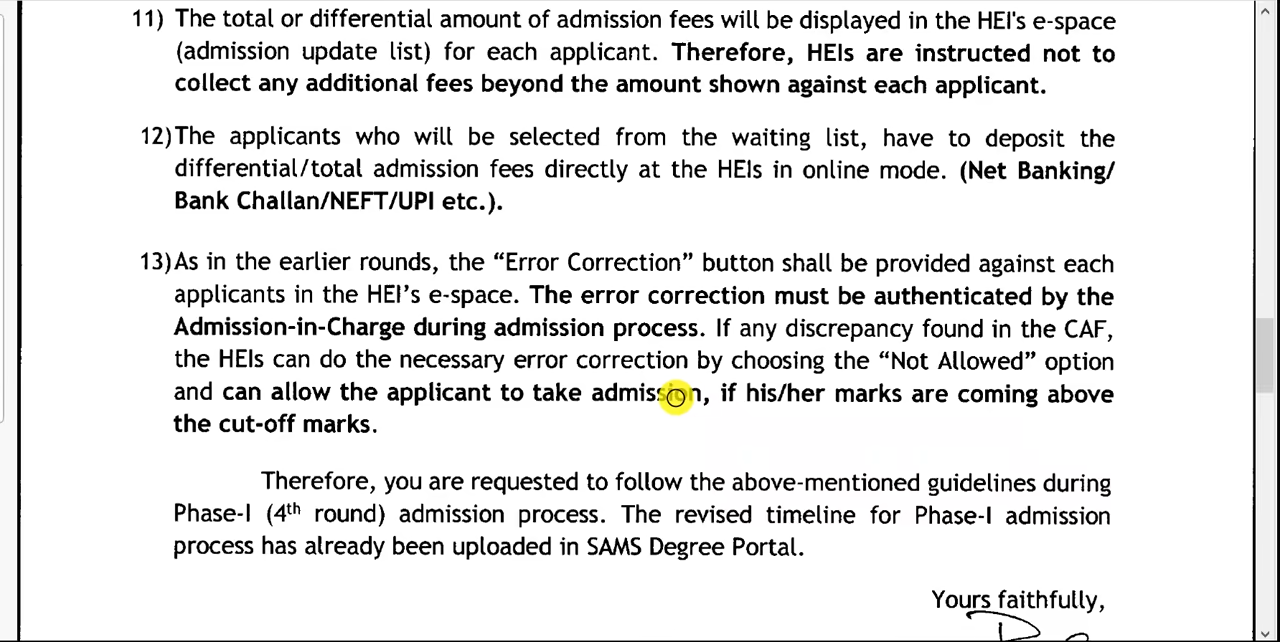 11) The total or differential amount of admission fees will be displayed in the HEI's e-space
(admission update list) for each applicant. Therefore, HEIs are instructed not to
collect any additional fees beyond the amount shown against each applicant.
12)The applicants who will be selected from the waiting list, have to deposit the
differential/total admission fees directly at the HEIs in online mode. (Net Banking/
Bank Challan/NEFT/UPI etc.).
13)As in the earlier rounds, the “Error Correction” button shall be provided against each
applicants in the HEI’s e-space. The error correction must be authenticated by the
Admission-in-Charge during admission process. If any discrepancy found in the CAF,
the HEIs can do the necessary error correction by choosing the “Not Allowed” option
and can allow the applicant to take admission, if his/her marks are coming above
the cut-off marks.
Therefore, you are requested to follow the above-mentioned guidelines during
Phase-I (4th round) admission process. The revised timeline for Phase-I admission
process has already been uploaded in SAMS Degree Portal.
Yours faithfully,